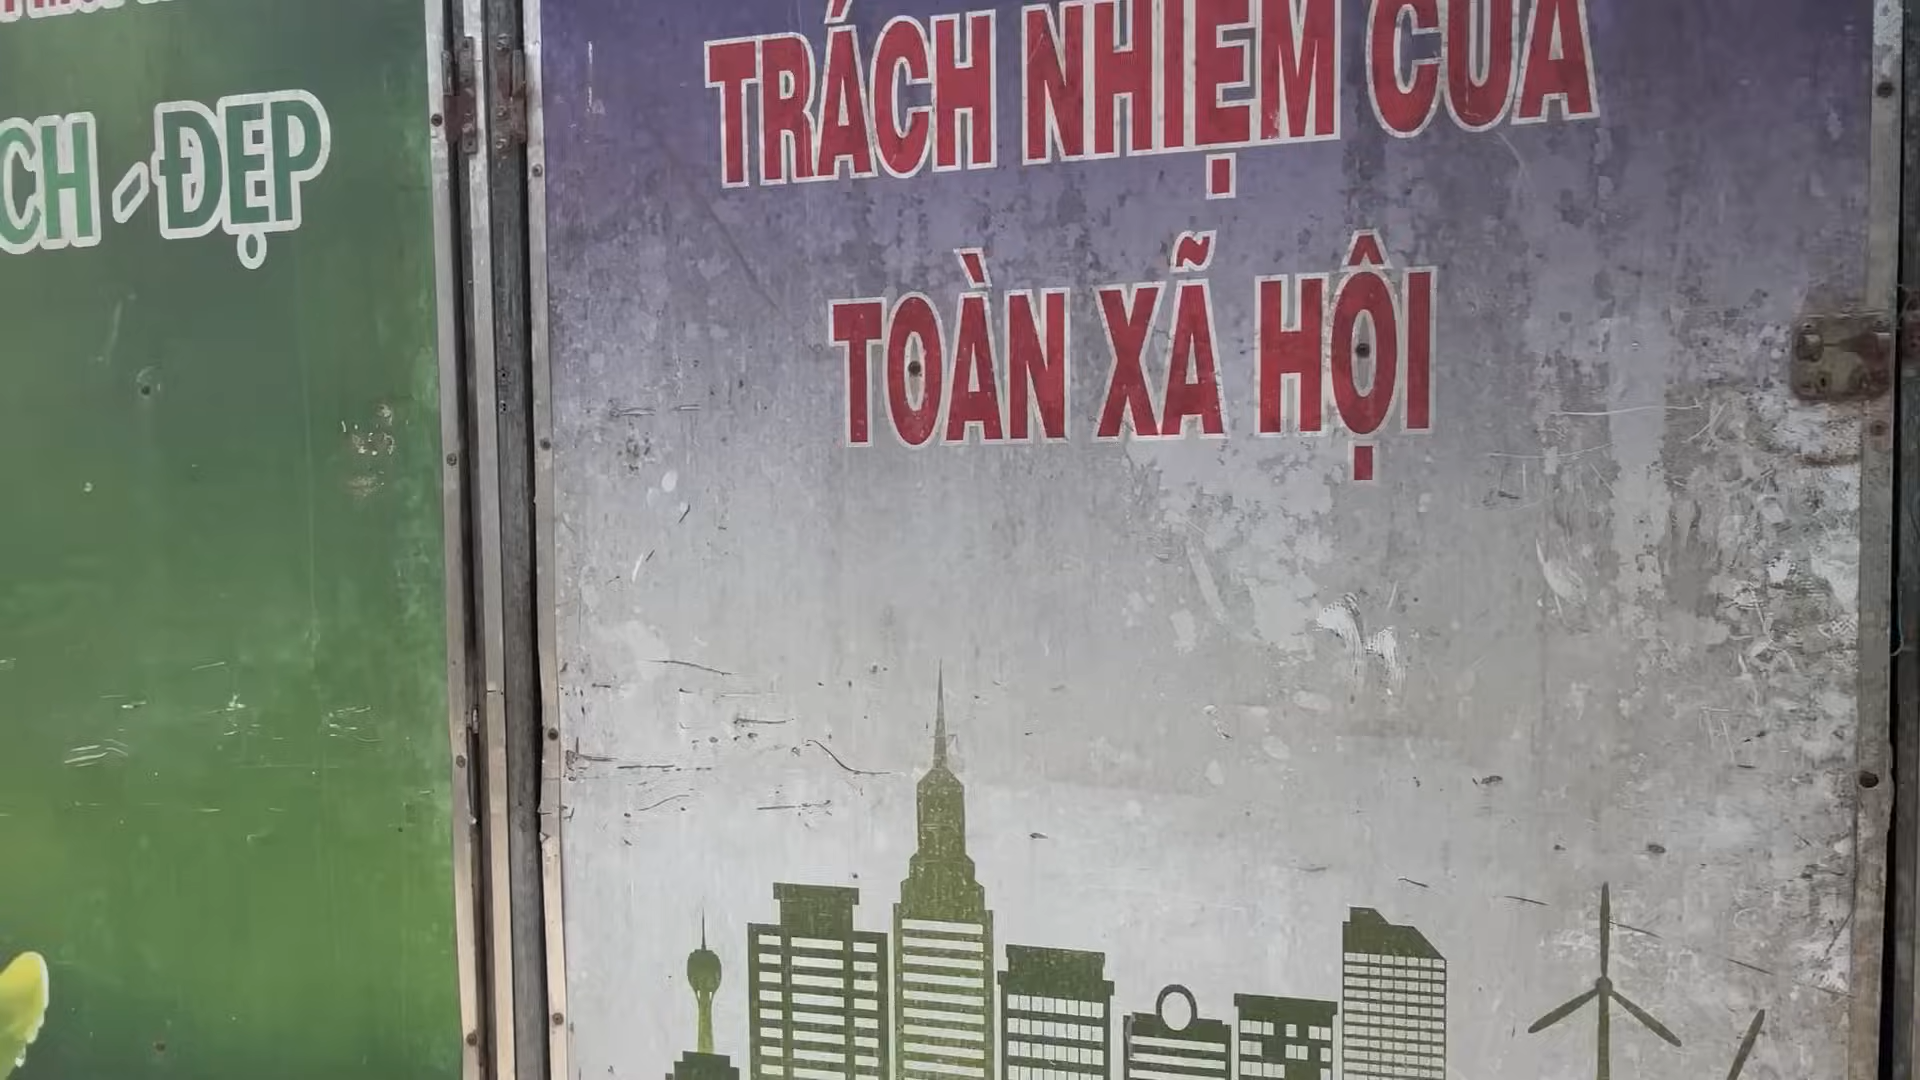 CH - ĐẸP
TRÁCH NHIỆM CỦA
TOÀN XÃ HỘI